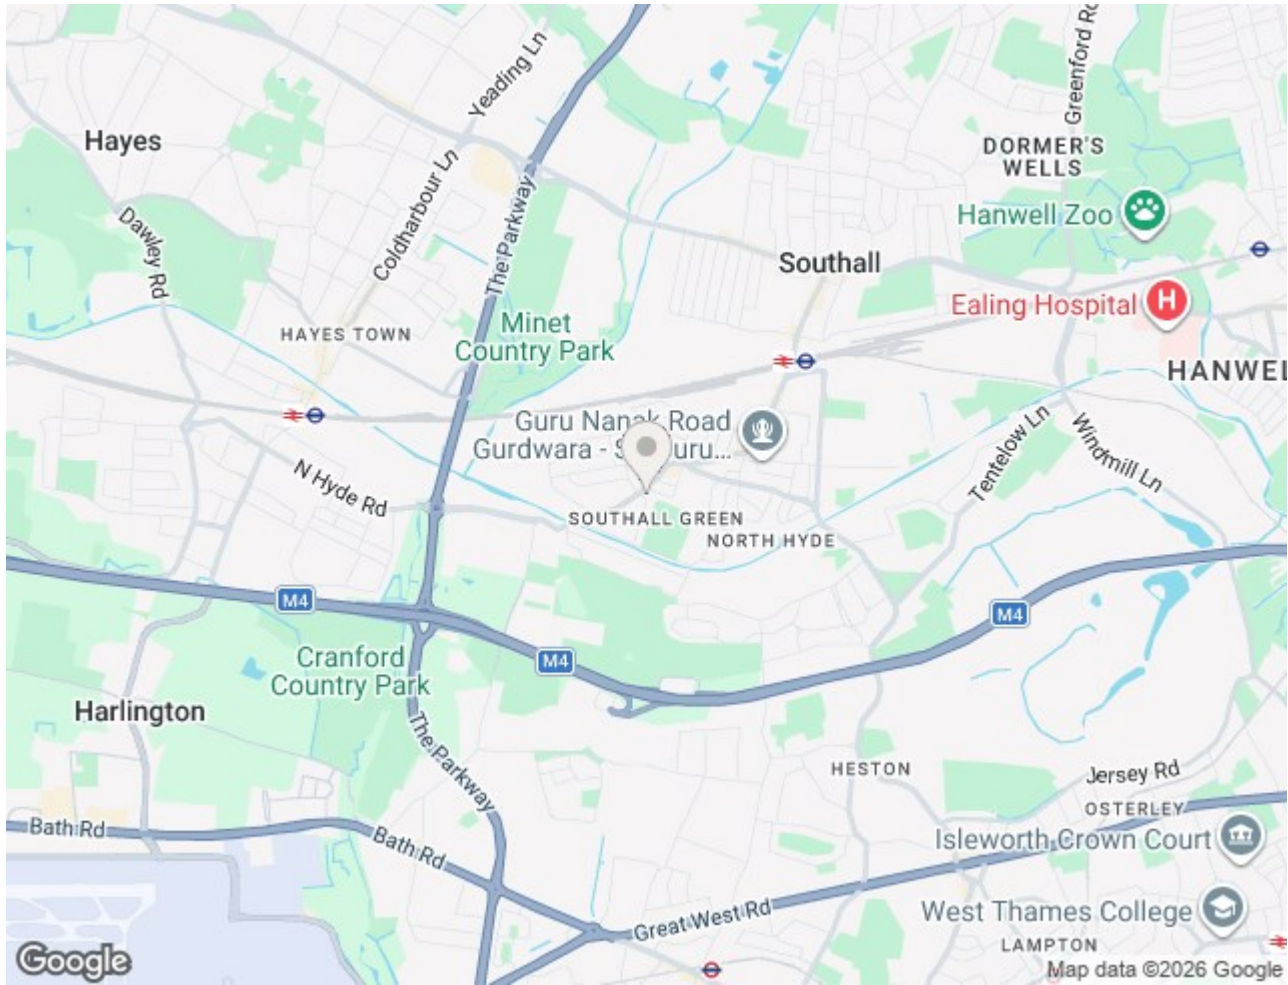 Yeading Ln
Greenford Rd
Hayes
DORMER'S
WELLS
Coldharbour Ln
The Parkway
Hanwell Zoo
Dawley Rd
Southall
Ealing Hospital
H
HAYES TOWN
Minet
Country Park
HANWEL
Guru Nanak Road
Gurdwara - S
uru...
Tentelow Ln
Windmill Ln
N Hyde Rd
SOUTHALL GREEN
NORTH HYDE
M4
M4
M4
Cranford
Country Park
Harlington
The Parkway
HESTON
Jersey Rd
OSTERLEY
Bath Rd
Bath Rd
Isleworth Crown Court
Great West Rd
West Thames College
LAMPTON
Google
Map data ©2026 Google